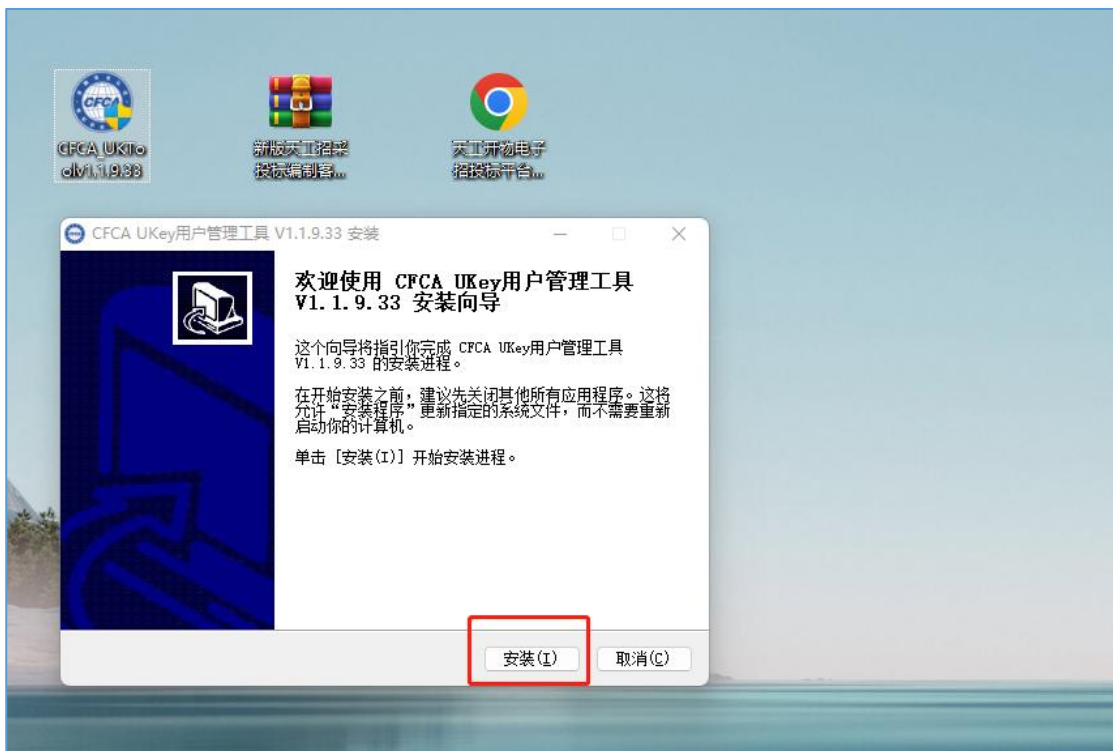 CFCA
CFCA_UKTo
olv1.1.9.33
新版天工招采
投标编制客...
天工开物电子
招投标平台...
CFCA UKey用户管理工具 V1.1.9.33 安装
欢迎使用 CFCA UKey用户管理工具
V1.1.9.33 安装向导
这个向导将指引你完成 CFCA UKey用户管理工具
V1.1.9.33 的安装进程。
在开始安装之前，建议先关闭其他所有应用程序。这将
允许“安装程序”更新指定的系统文件，而不需要重新
启动你的计算机。
单击 [安装(I)] 开始安装进程。
安装(I)
取消(C)